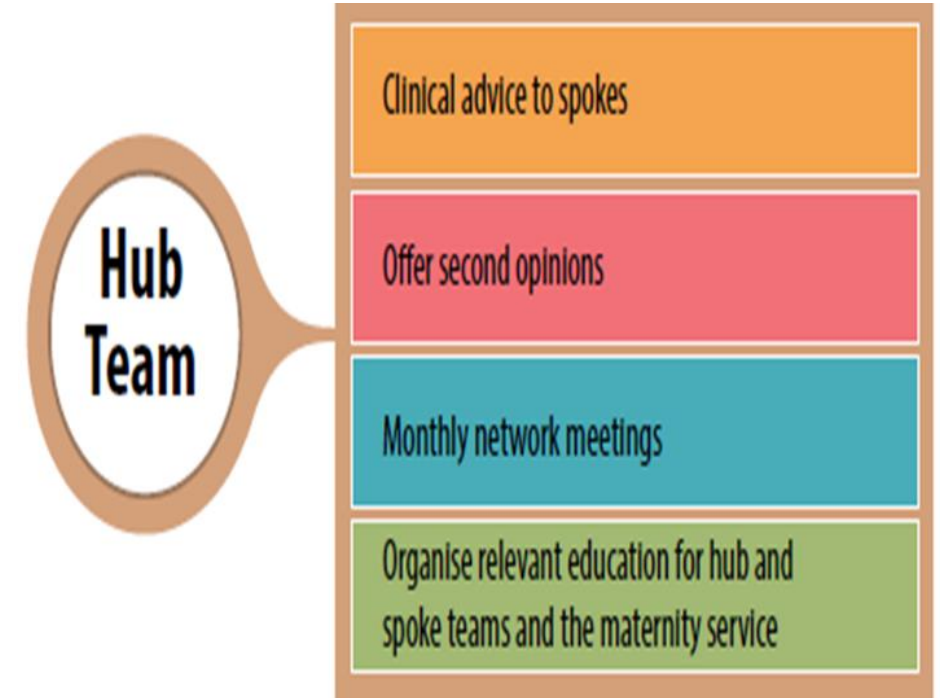 Hub
Team
Clinical advice to spokes
Offer second opinions
Monthly network meetings
Organise relevant education for hub and
spoke teams and the maternity service